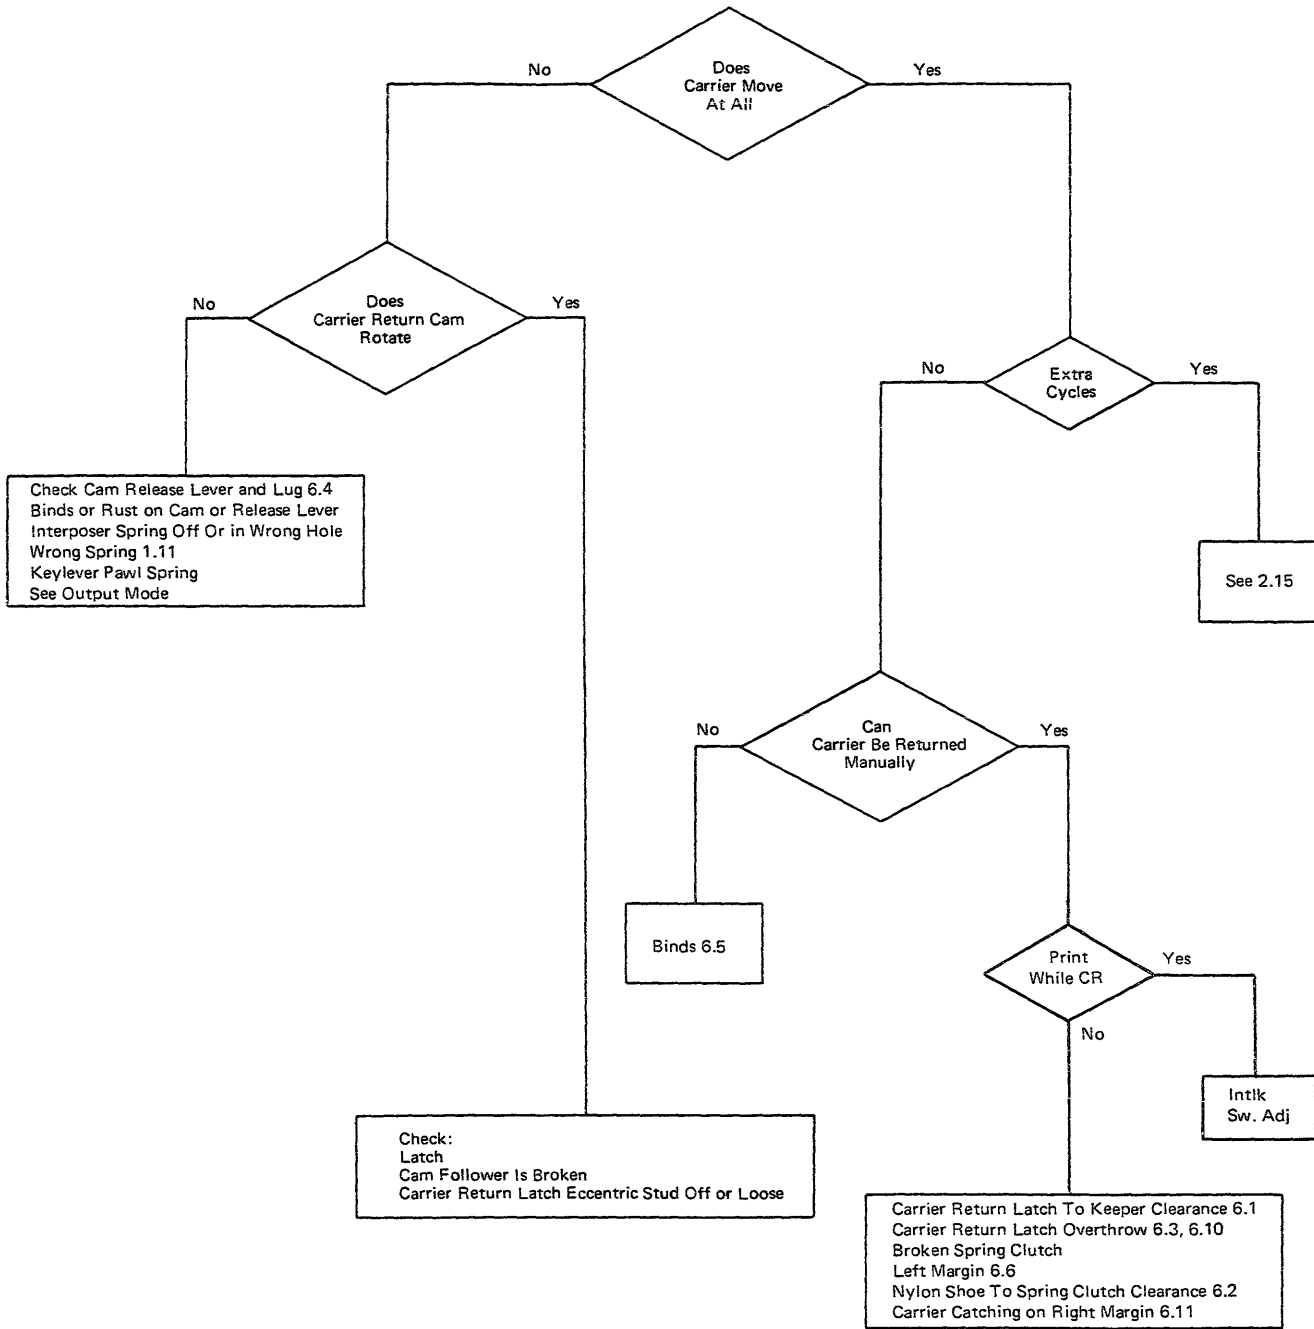 Does
Carrier Move
At All
No
Yes
Does
Carrier Return Cam
Rotate
No
Yes
Extra
Cycles
No
Yes
Check Cam Release Lever and Lug 6.4
Binds or Rust on Cam or Release Lever
Interposer Spring Off Or in Wrong Hole
Wrong Spring 1.11
Keylever Pawl Spring
See Output Mode
See 2.15
Can
Carrier Be Returned
Manually
No
Yes
Binds 6.5
Print
While CR
Yes
No
Intlk
Sw. Adj
Check:
Latch
Cam Follower Is Broken
Carrier Return Latch Eccentric Stud Off or Loose
Carrier Return Latch To Keeper Clearance 6.1
Carrier Return Latch Overthrow 6.3, 6.10
Broken Spring Clutch
Left Margin 6.6
Nylon Shoe To Spring Clutch Clearance 6.2
Carrier Catching on Right Margin 6.11